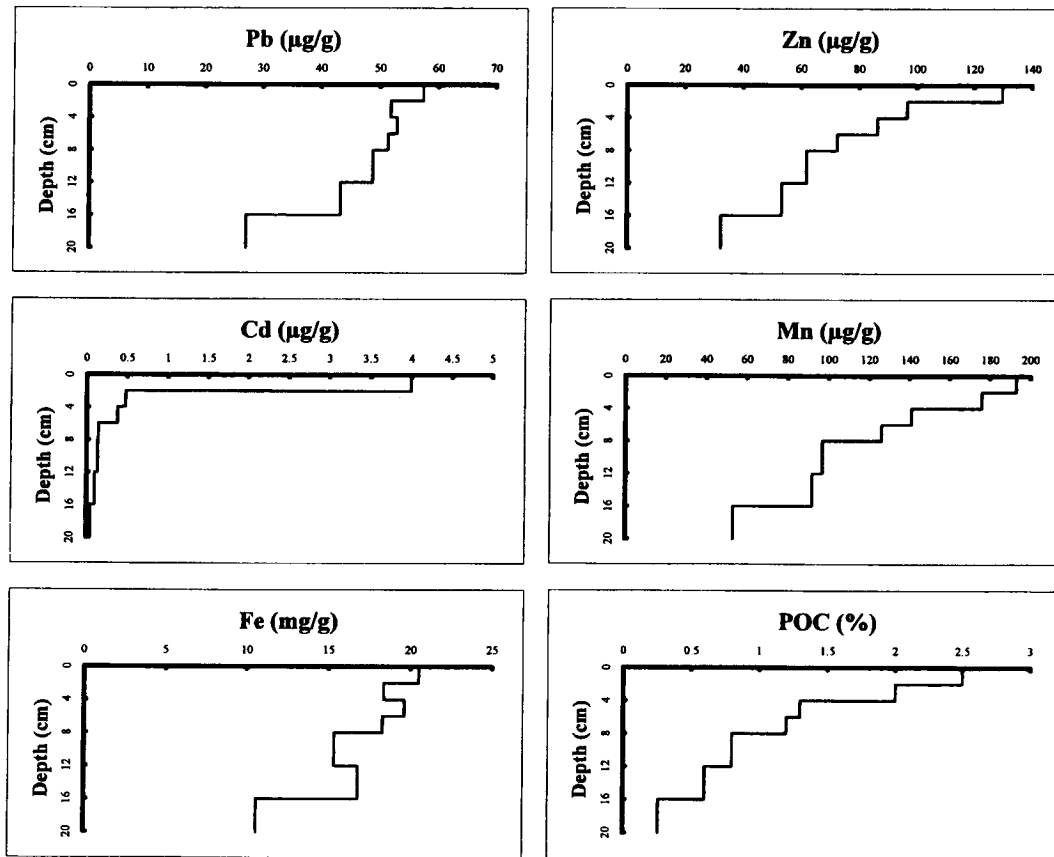 Pb (µg/g)
0 10 20 30 40 50 60 70
Depth (cm)
0
4
8
12
16
20
Zn (µg/g)
0 20 40 60 80 100 120 140
Depth (cm)
0
4
8
12
16
20
Cd (µg/g)
0 0.5 1 1.5 2 2.5 3 3.5 4 4.5 5
Depth (cm)
0
4
8
12
16
20
Mn (µg/g)
0 20 40 60 80 100 120 140 160 180 200
Depth (cm)
0
4
8
12
16
20
Fe (mg/g)
0 5 10 15 20 25
Depth (cm)
0
4
8
12
16
20
POC (%)
0 0.5 1 1.5 2 2.5 3
Depth (cm)
0
4
8
12
16
20